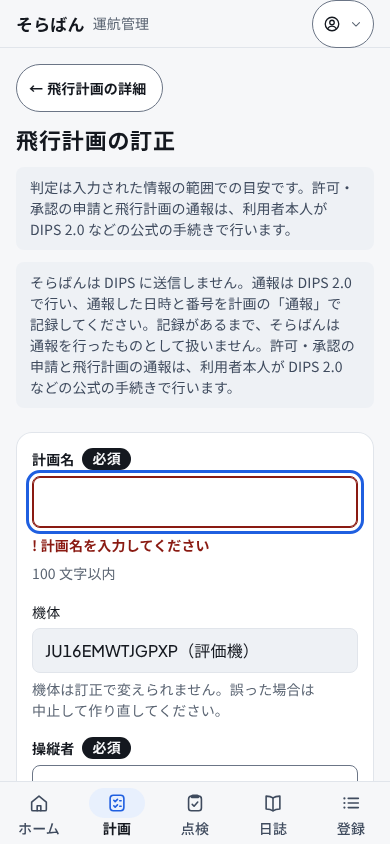 そらばん 運航管理
← 飛行計画の詳細
飛行計画の訂正
判定は入力された情報の範囲での目安です。許可・
承認の申請と飛行計画の通報は、利用者本人が
DIPS 2.0 などの公式の手続きで行います。
そらばんは DIPS に送信しません。通報は DIPS 2.0
で行い、通報した日時と番号を計画の「通報」で
記録してください。記録があるまで、そらばんは
通報を行ったものとして扱いません。許可・承認の
申請と飛行計画の通報は、利用者本人が DIPS 2.0
などの公式の手続きで行います。
計画名 必須
! 計画名を入力してください
100 文字以内
機体
JU16EMWTJGPXP（評価機）
機体は訂正で変えられません。誤った場合は
中止して作り直してください。
操縦者 必須
ホーム 計画 点検 日誌 登録